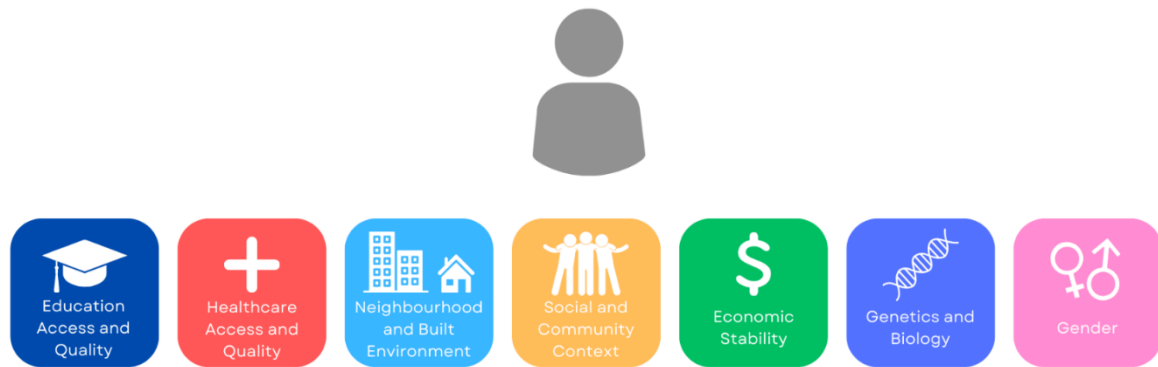 Education
Access and
Quality
Healthcare
Access and
Quality
Neighbourhood
and Built
Environment
Social and
Community
Context
Economic
Stability
Genetics and
Biology
Gender